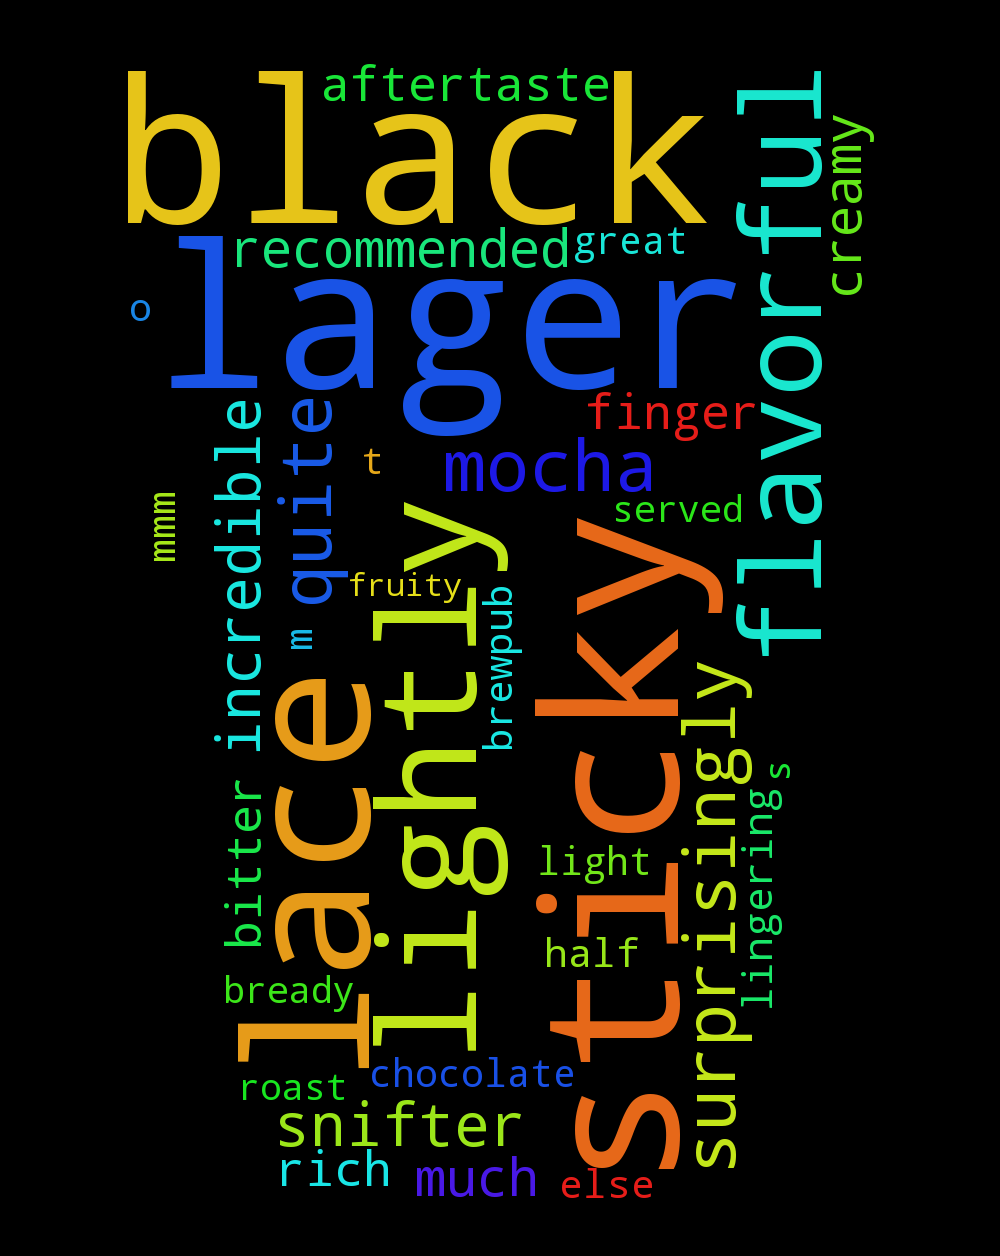 aftertaste
black
flavorful
creamy
recommended
great
o
lager
finger
mocha
t
quite
incredible
mmm
served
fruity
lightly
sticky
brewpub
m
lace
surprisingly
s
lingering
bitter
light
half
bready
chocolate
roast
snifter
rich
much
else